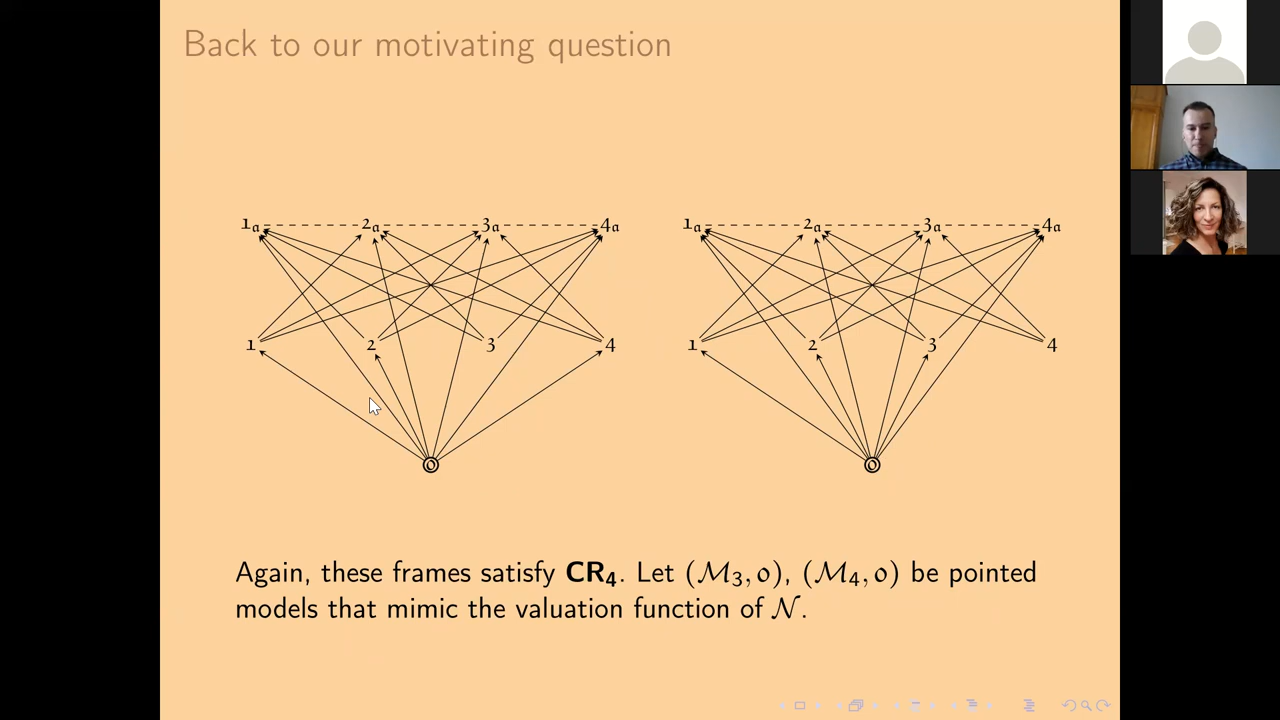 Back to our motivating question
1a 2a 3a 4a 1a 2a 3a 4a
1 2 3 4 1 2 3 4
0 0
Again, these frames satisfy CR₄. Let (ℳ₃, 0), (ℳ₄, 0) be pointed
models that mimic the valuation function of 𝒩.